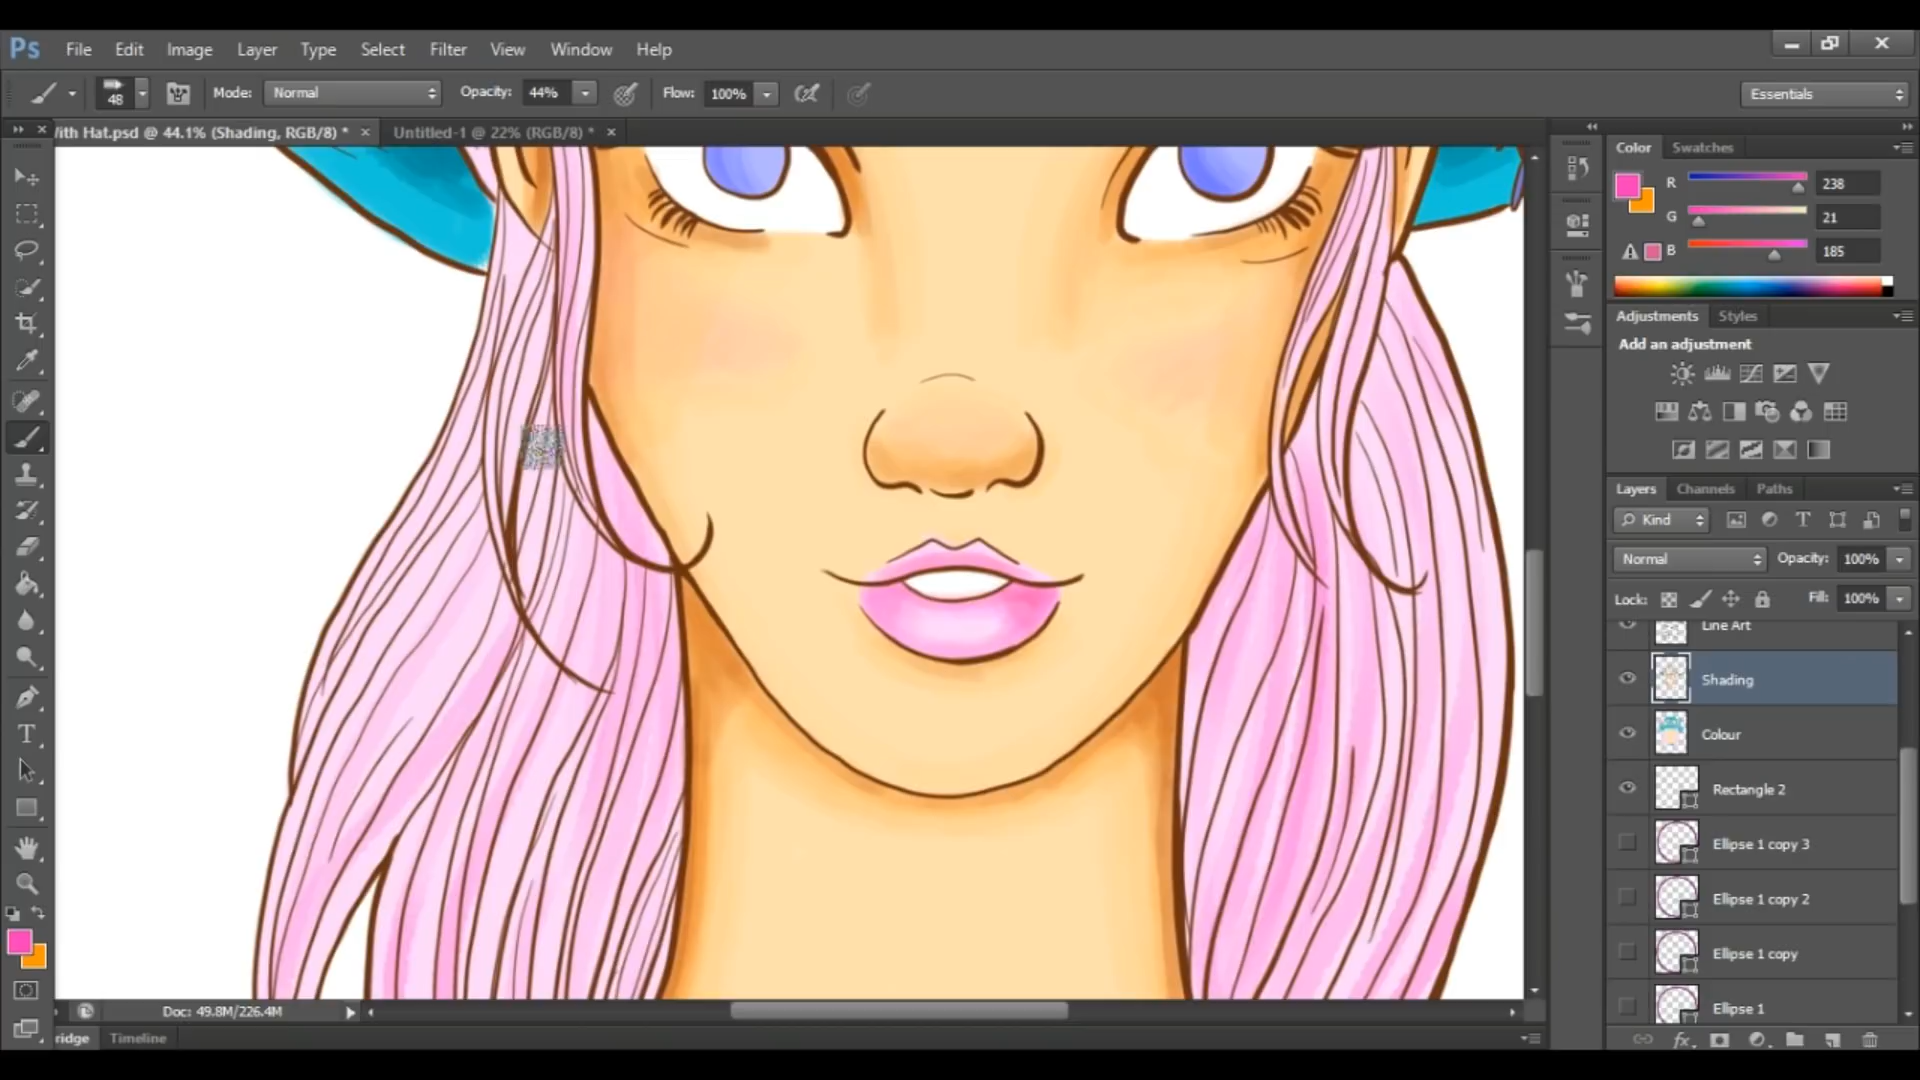 Ps File Edit Image Layer Type Select Filter View Window Help
48 Mode: Normal Opacity: 44% Flow: 100% Essentials
ith Hat.psd @ 44.1% (Shading, RGB/8) * Untitled-1 @ 22% (RGB/8) *
Color Swatches
R 238
G 21
B 185
Adjustments Styles
Add an adjustment
Layers Channels Paths
Kind
Normal Opacity: 100%
Lock: Fill: 100%
Line Art
Shading
Colour
Rectangle 2
Ellipse 1 copy 3
Ellipse 1 copy 2
Ellipse 1 copy
Ellipse 1
Doc: 49.8M/226.4M
ridge Timeline
fx